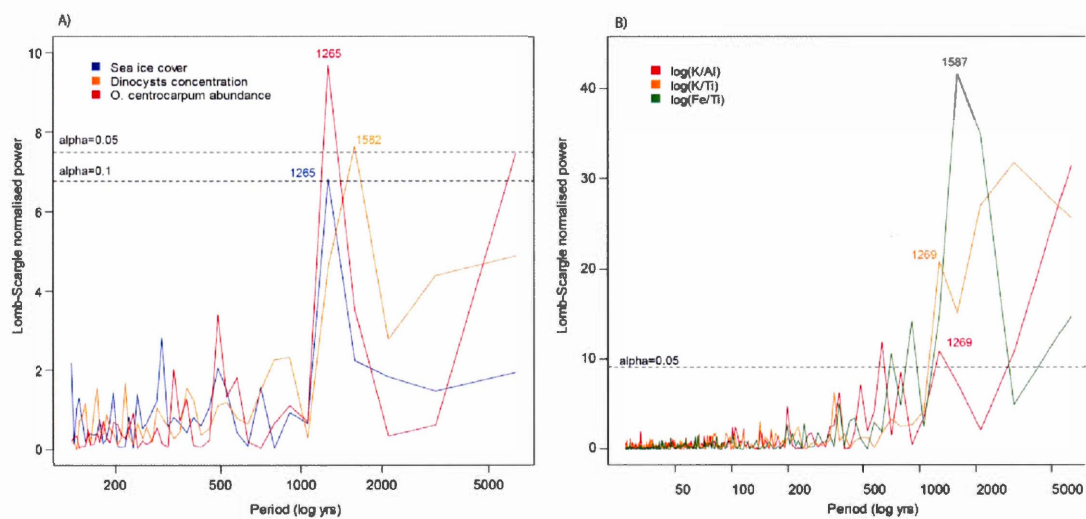 A)
10
8
6
4
2
0
Lomb-Scargle normalised power
Sea ice cover
Dinocysts concentration
O. centrocarpum abundance
1265
1582
1265
alpha=0.05
alpha=0.1
200
500
1000
2000
5000
Period (log yrs)
B)
40
30
20
10
0
Lomb-Scargle normalised power
log(K/Al)
log(K/Ti)
log(Fe/Ti)
1587
1269
1269
alpha=0.05
50
100
200
500
1000
2000
5000
Period (log yrs)